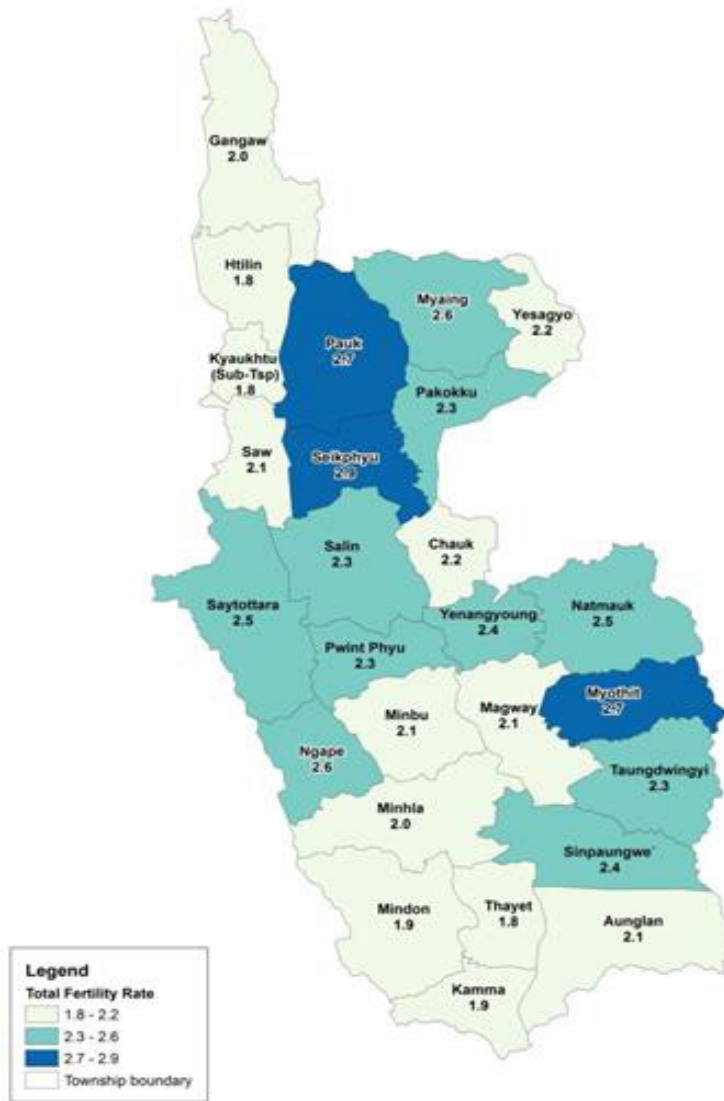 Gangaw
2.0
Htilin
1.8
Myaing
2.6
Yesagyo
2.2
Pauk
2.7
Kyaukhtu
(Sub-Tsp)
1.8
Pakokku
2.3
Saw
2.1
Seikphyu
2.9
Salin
2.3
Chauk
2.2
Saytottara
2.5
Yenangyoung
2.4
Natmauk
2.5
Pwint Phyu
2.3
Myothit
2.7
Minbu
2.1
Magway
2.1
Ngape
2.6
Taungdwingyi
2.3
Minhla
2.0
Sinpaungwe
2.4
Mindon
1.9
Thayet
1.8
Aunglan
2.1
Kamma
1.9
Legend
Total Fertility Rate
1.8 - 2.2
2.3 - 2.6
2.7 - 2.9
Township boundary